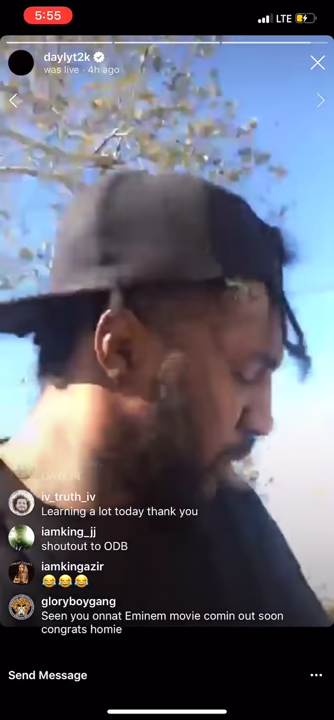 5:55
LTE
daylyt2k
was live · 4h ago
iv_truth_iv
Learning a lot today thank you
iamking_jj
shoutout to ODB
iamkingazir
😂😂😂
gloryboygang
Seen you onnat Eminem movie comin out soon
congrats homie
Send Message